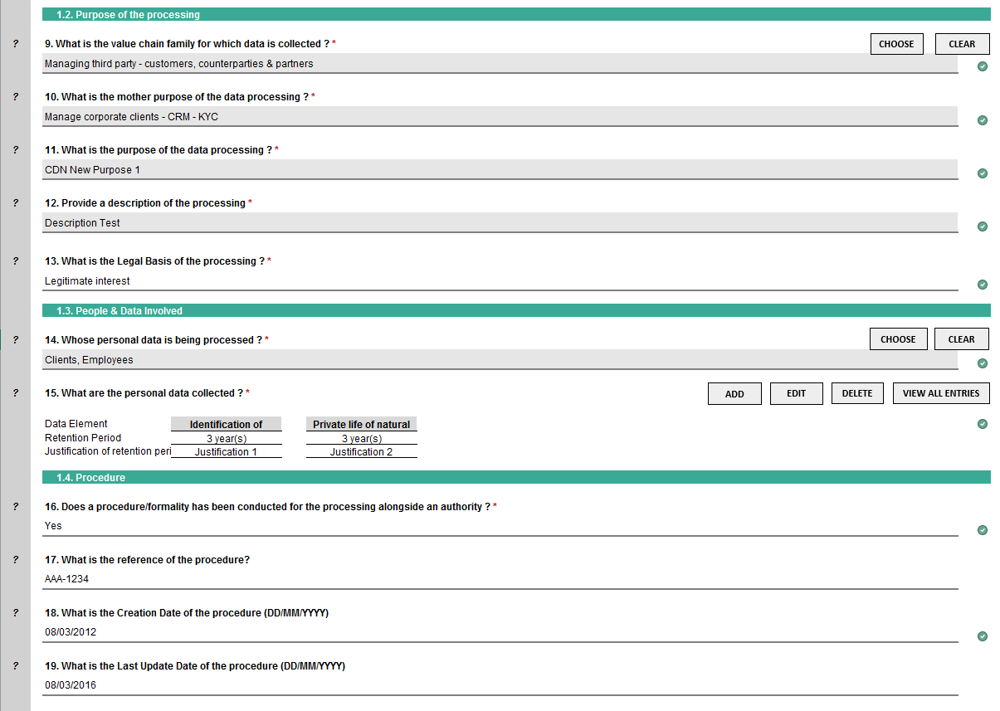 1.2. Purpose of the processing
? 9. What is the value chain family for which data is collected ? * CHOOSE CLEAR
Managing third party - customers, counterparties & partners
? 10. What is the mother purpose of the data processing ? *
Manage corporate clients - CRM - KYC
? 11. What is the purpose of the data processing ? *
CDN New Purpose 1
? 12. Provide a description of the processing *
Description Test
? 13. What is the Legal Basis of the processing ? *
Legitimate interest
1.3. People & Data Involved
? 14. Whose personal data is being processed ? * CHOOSE CLEAR
Clients, Employees
? 15. What are the personal data collected ? * ADD EDIT DELETE VIEW ALL ENTRIES
Data Element Identification of Private life of natural
Retention Period 3 year(s) 3 year(s)
Justification of retention peri Justification 1 Justification 2
1.4. Procedure
? 16. Does a procedure/formality has been conducted for the processing alongside an authority ? *
Yes
? 17. What is the reference of the procedure?
AAA-1234
? 18. What is the Creation Date of the procedure (DD/MM/YYYY)
08/03/2012
? 19. What is the Last Update Date of the procedure (DD/MM/YYYY)
08/03/2016